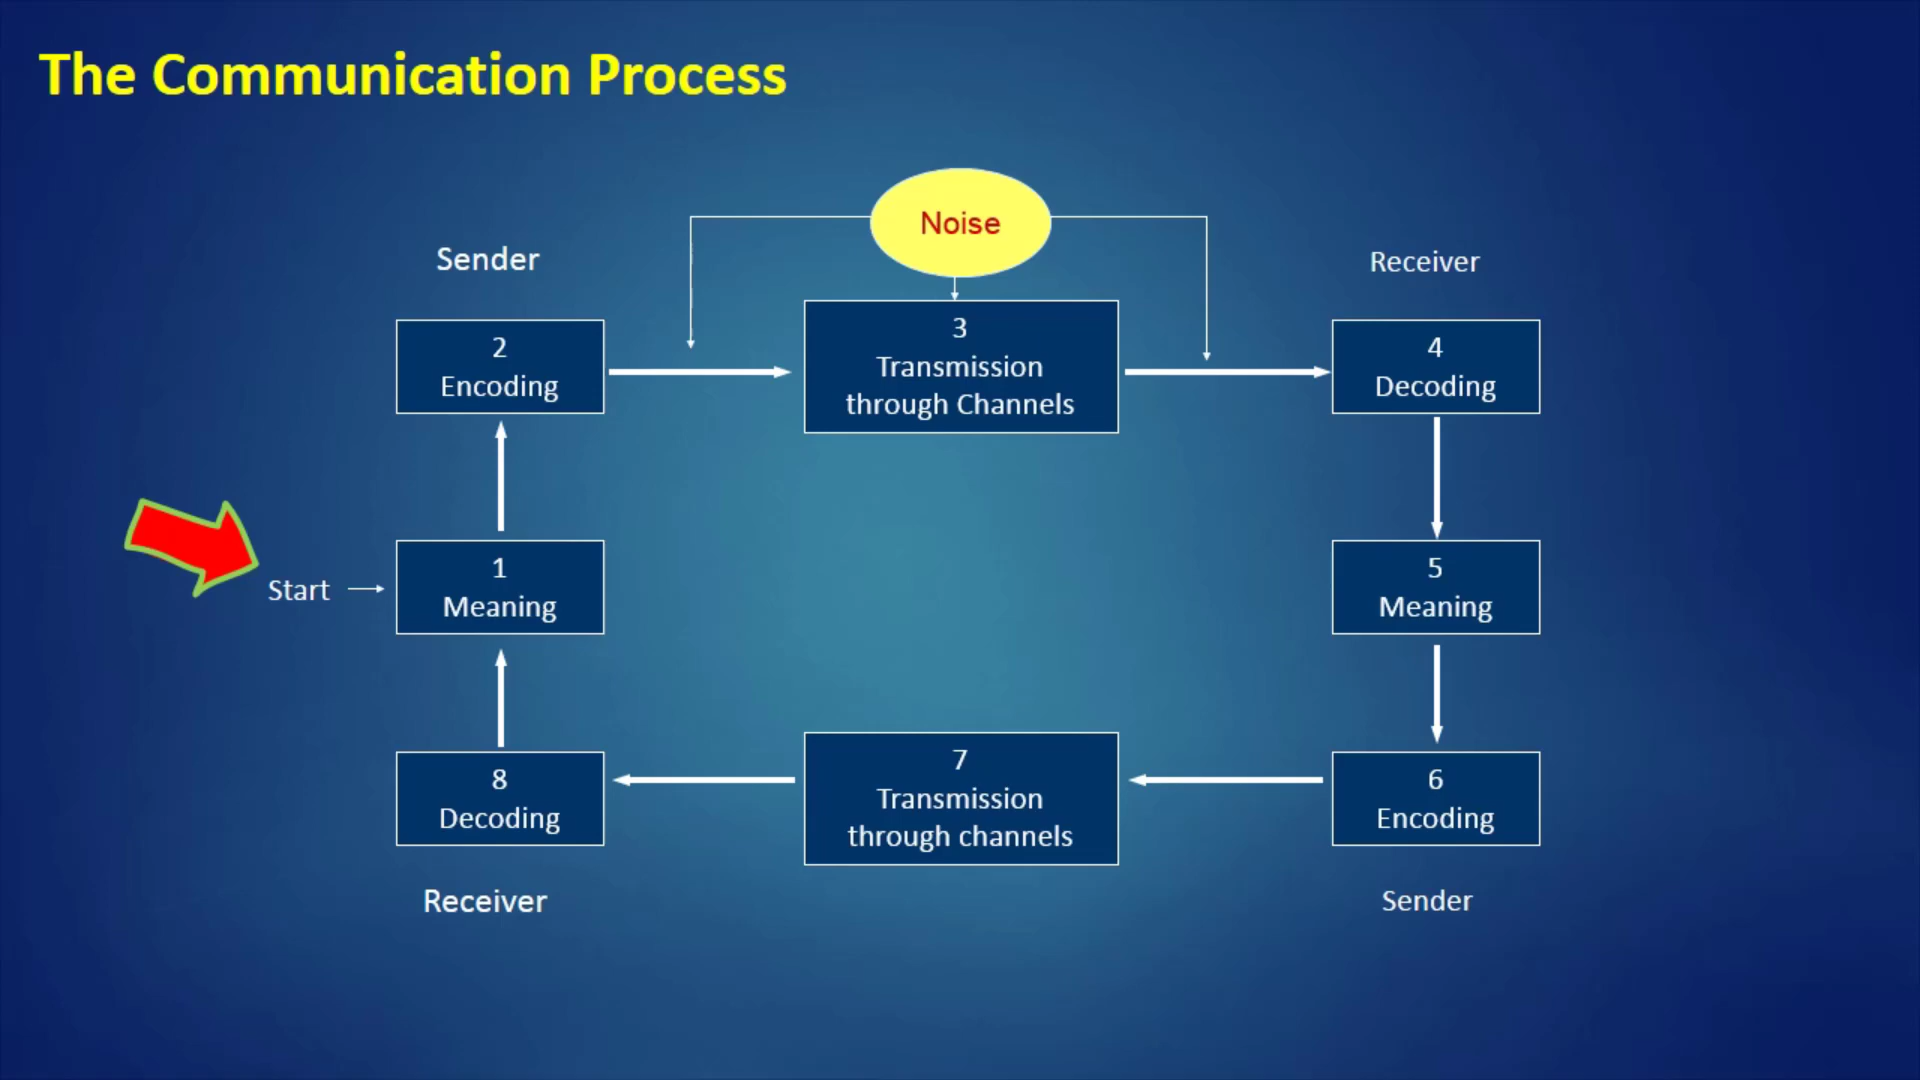 The Communication Process
Noise
Sender
Receiver
2
Encoding
3
Transmission
through Channels
4
Decoding
Start
1
Meaning
5
Meaning
8
Decoding
7
Transmission
through channels
6
Encoding
Receiver
Sender